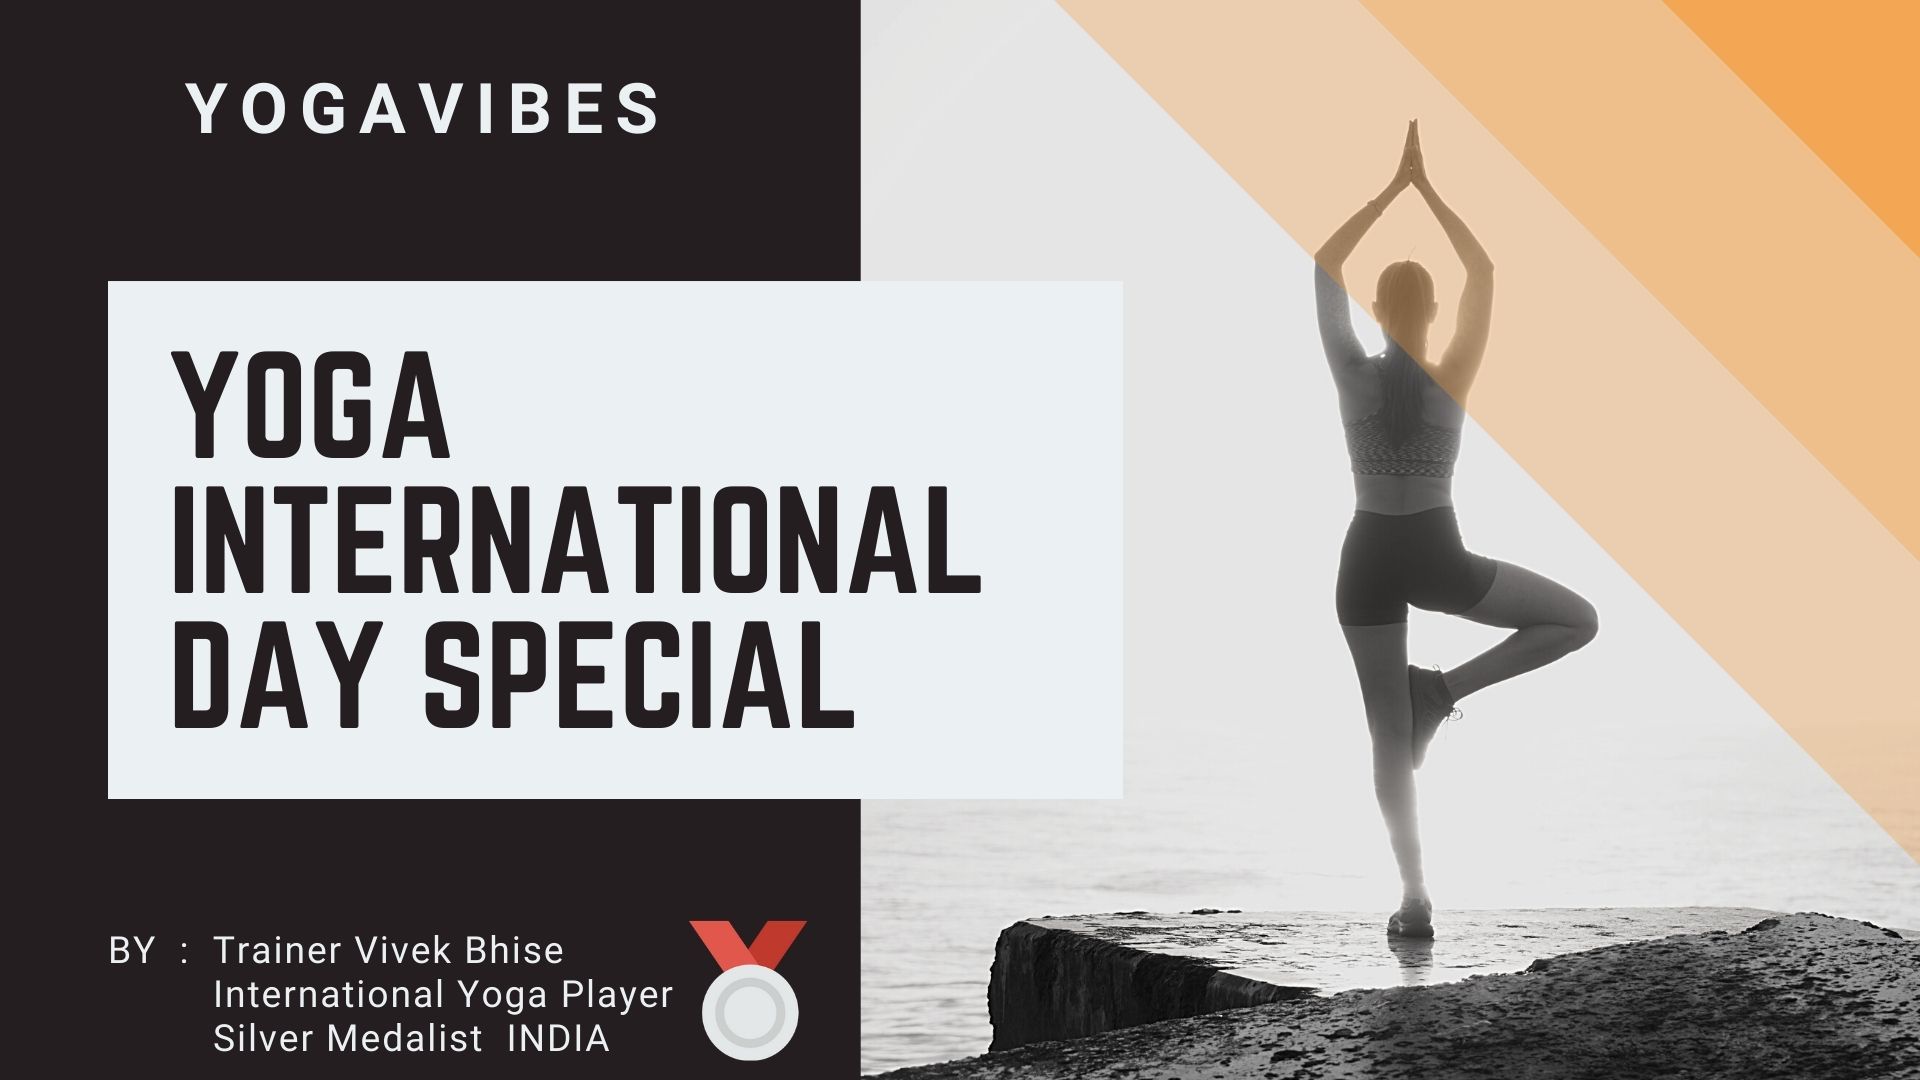 YOGAVIBES
YOGA
INTERNATIONAL
DAY SPECIAL
BY : Trainer Vivek Bhise
International Yoga Player
Silver Medalist INDIA